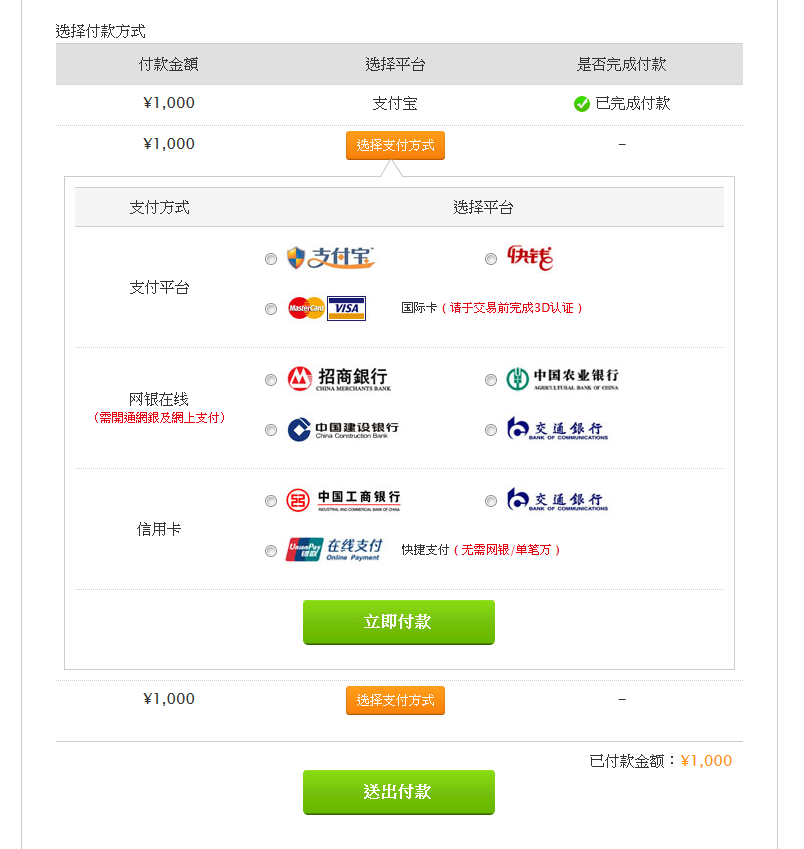 选择付款方式
付款金額 选择平台 是否完成付款
¥1,000 支付宝 已完成付款
¥1,000 选择支付方式 –
支付方式 选择平台
支付平台
支付宝 快钱
MasterCard VISA 国际卡 ( 请于交易前完成3D认证 )
网银在线
(需開通網銀及網上支付)
招商銀行 中国农业银行
CHINA MERCHANTS BANK AGRICULTURAL BANK OF CHINA
中国建设银行 交通銀行
China Construction Bank BANK OF COMMUNICATIONS
信用卡
中国工商银行 交通銀行
INDUSTRIAL AND COMMERCIAL BANK OF CHINA BANK OF COMMUNICATIONS
UnionPay 银联 在线支付 快捷支付 ( 无需网银/单笔万 )
Online Payment
立即付款
¥1,000 选择支付方式 –
已付款金额：¥1,000
送出付款